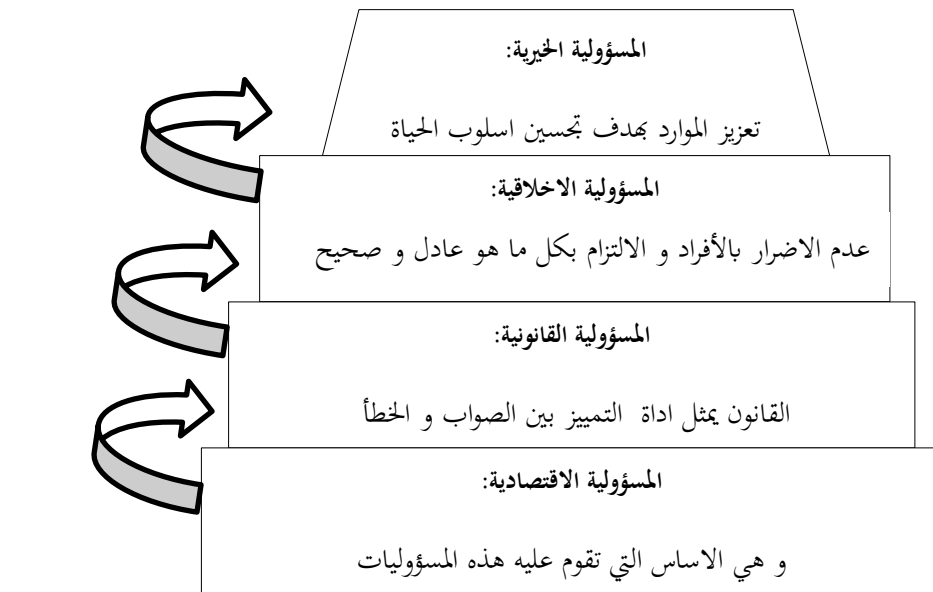 المسؤولية الخيرية:
تعزيز الموارد بهدف تحسين اسلوب الحياة
المسؤولية الاخلاقية:
عدم الاضرار بالأفراد و الالتزام بكل ما هو عادل و صحيح
المسؤولية القانونية:
القانون يمثل اداة التمييز بين الصواب و الخطأ
المسؤولية الاقتصادية:
و هي الاساس التي تقوم عليه هذه المسؤوليات